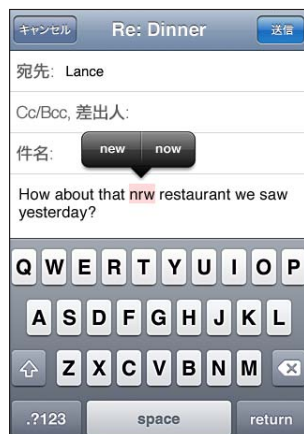 キャンセル Re: Dinner 送信
宛先: Lance
Cc/Bcc, 差出人:
件名:
new now
How about that nrw restaurant we saw
yesterday?
Q W E R T Y U I O P
A S D F G H J K L
Z X C V B N M
.?123 space return